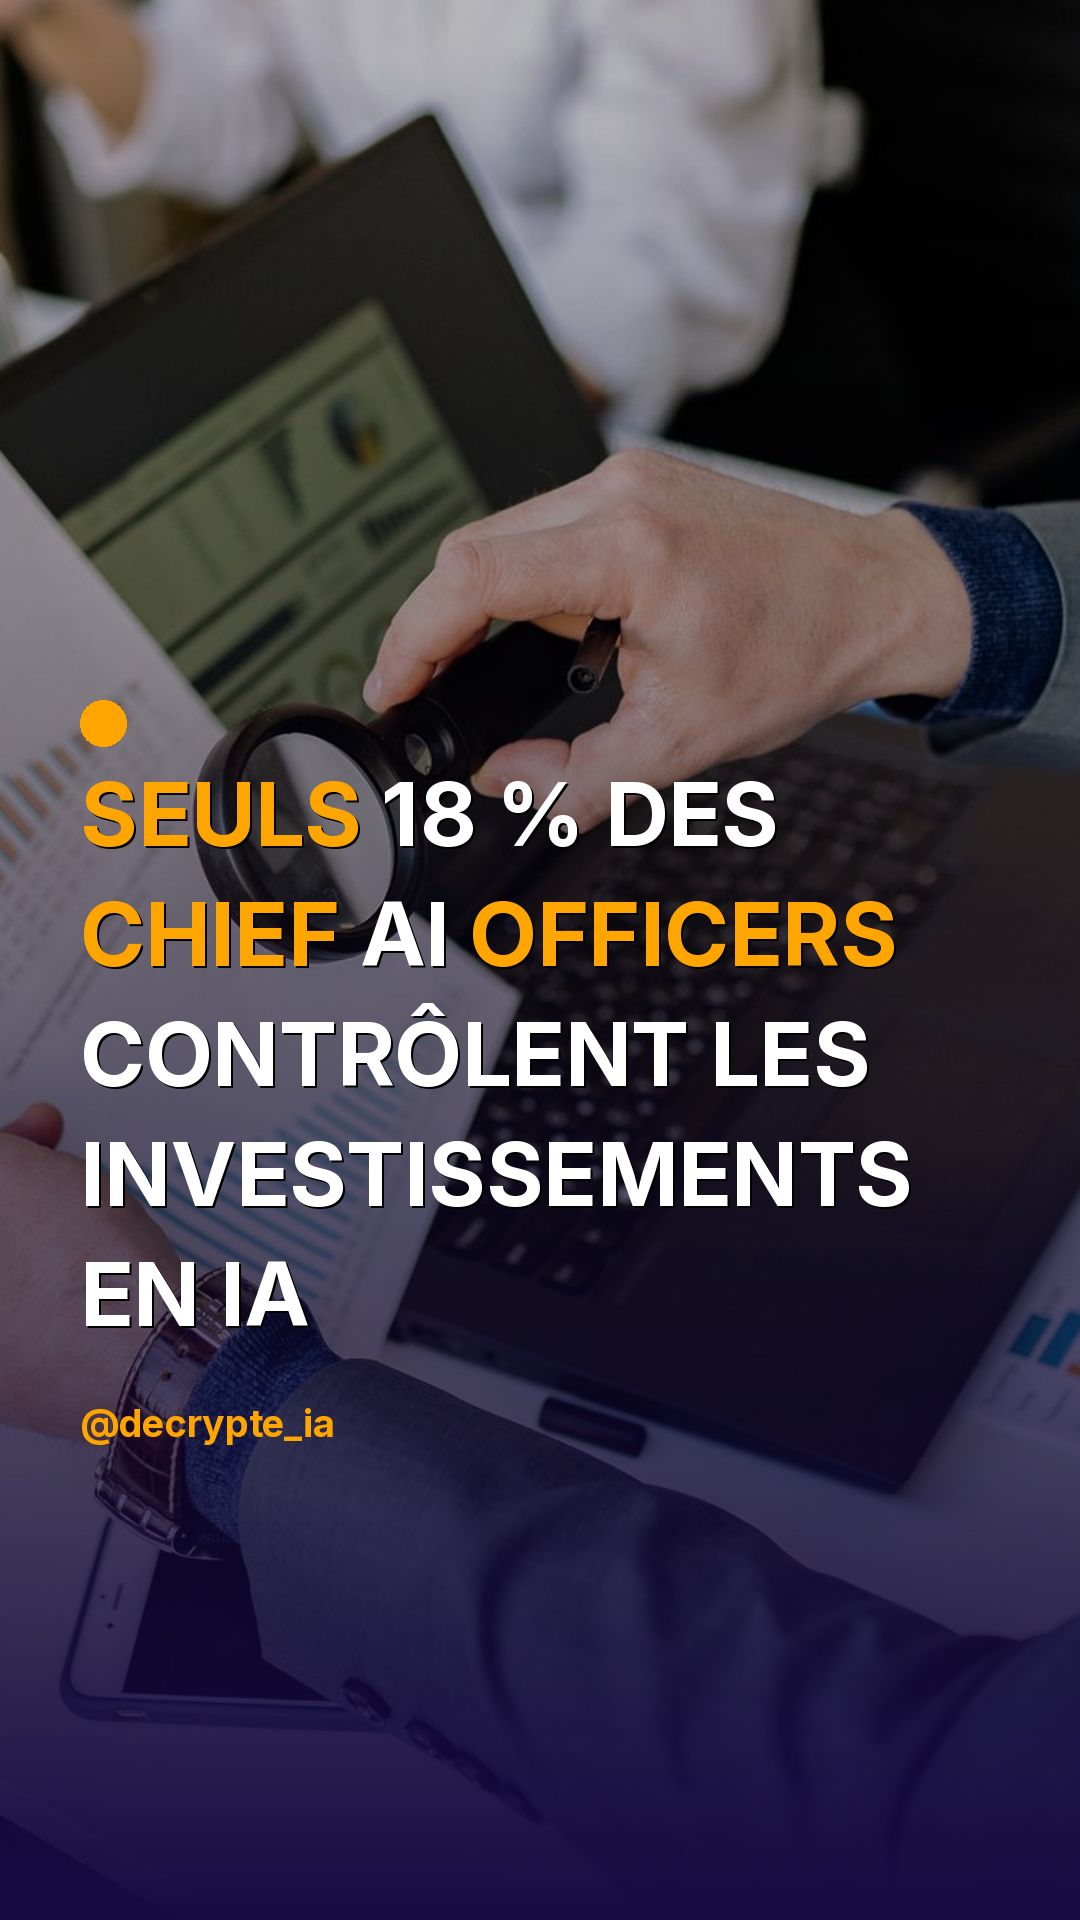 SEULS 18 % DES
CHIEF AI OFFICERS
CONTRÔLENT LES
INVESTISSEMENTS
EN IA
@decrypte_ia